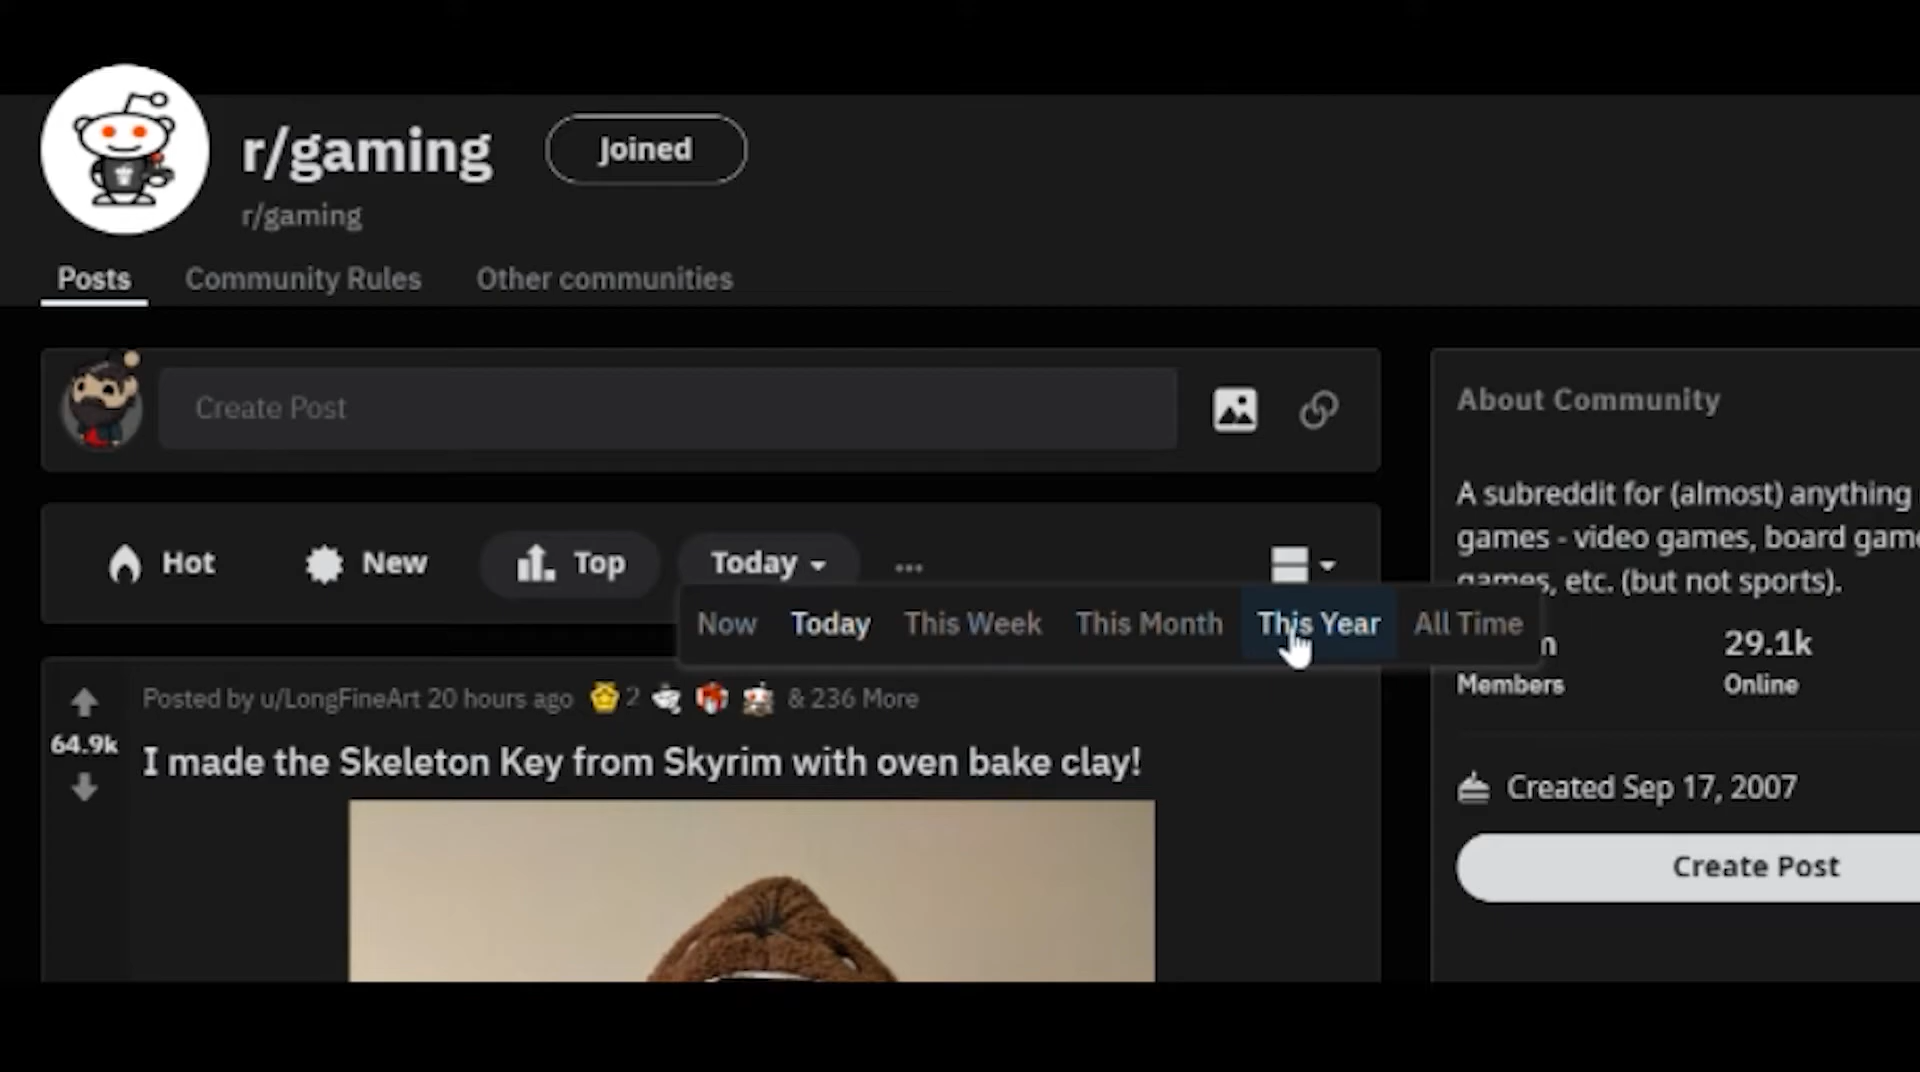 r/gaming
Joined
r/gaming
Posts Community Rules Other communities
Create Post
Hot New Top Today ...
Now Today This Week This Month This Year All Time
Posted by u/LongFineArt 20 hours ago 2 & 236 More
64.9k
I made the Skeleton Key from Skyrim with oven bake clay!
About Community
A subreddit for (almost) anything
games - video games, board game
games, etc. (but not sports).
29.1k
Members Online
Created Sep 17, 2007
Create Post